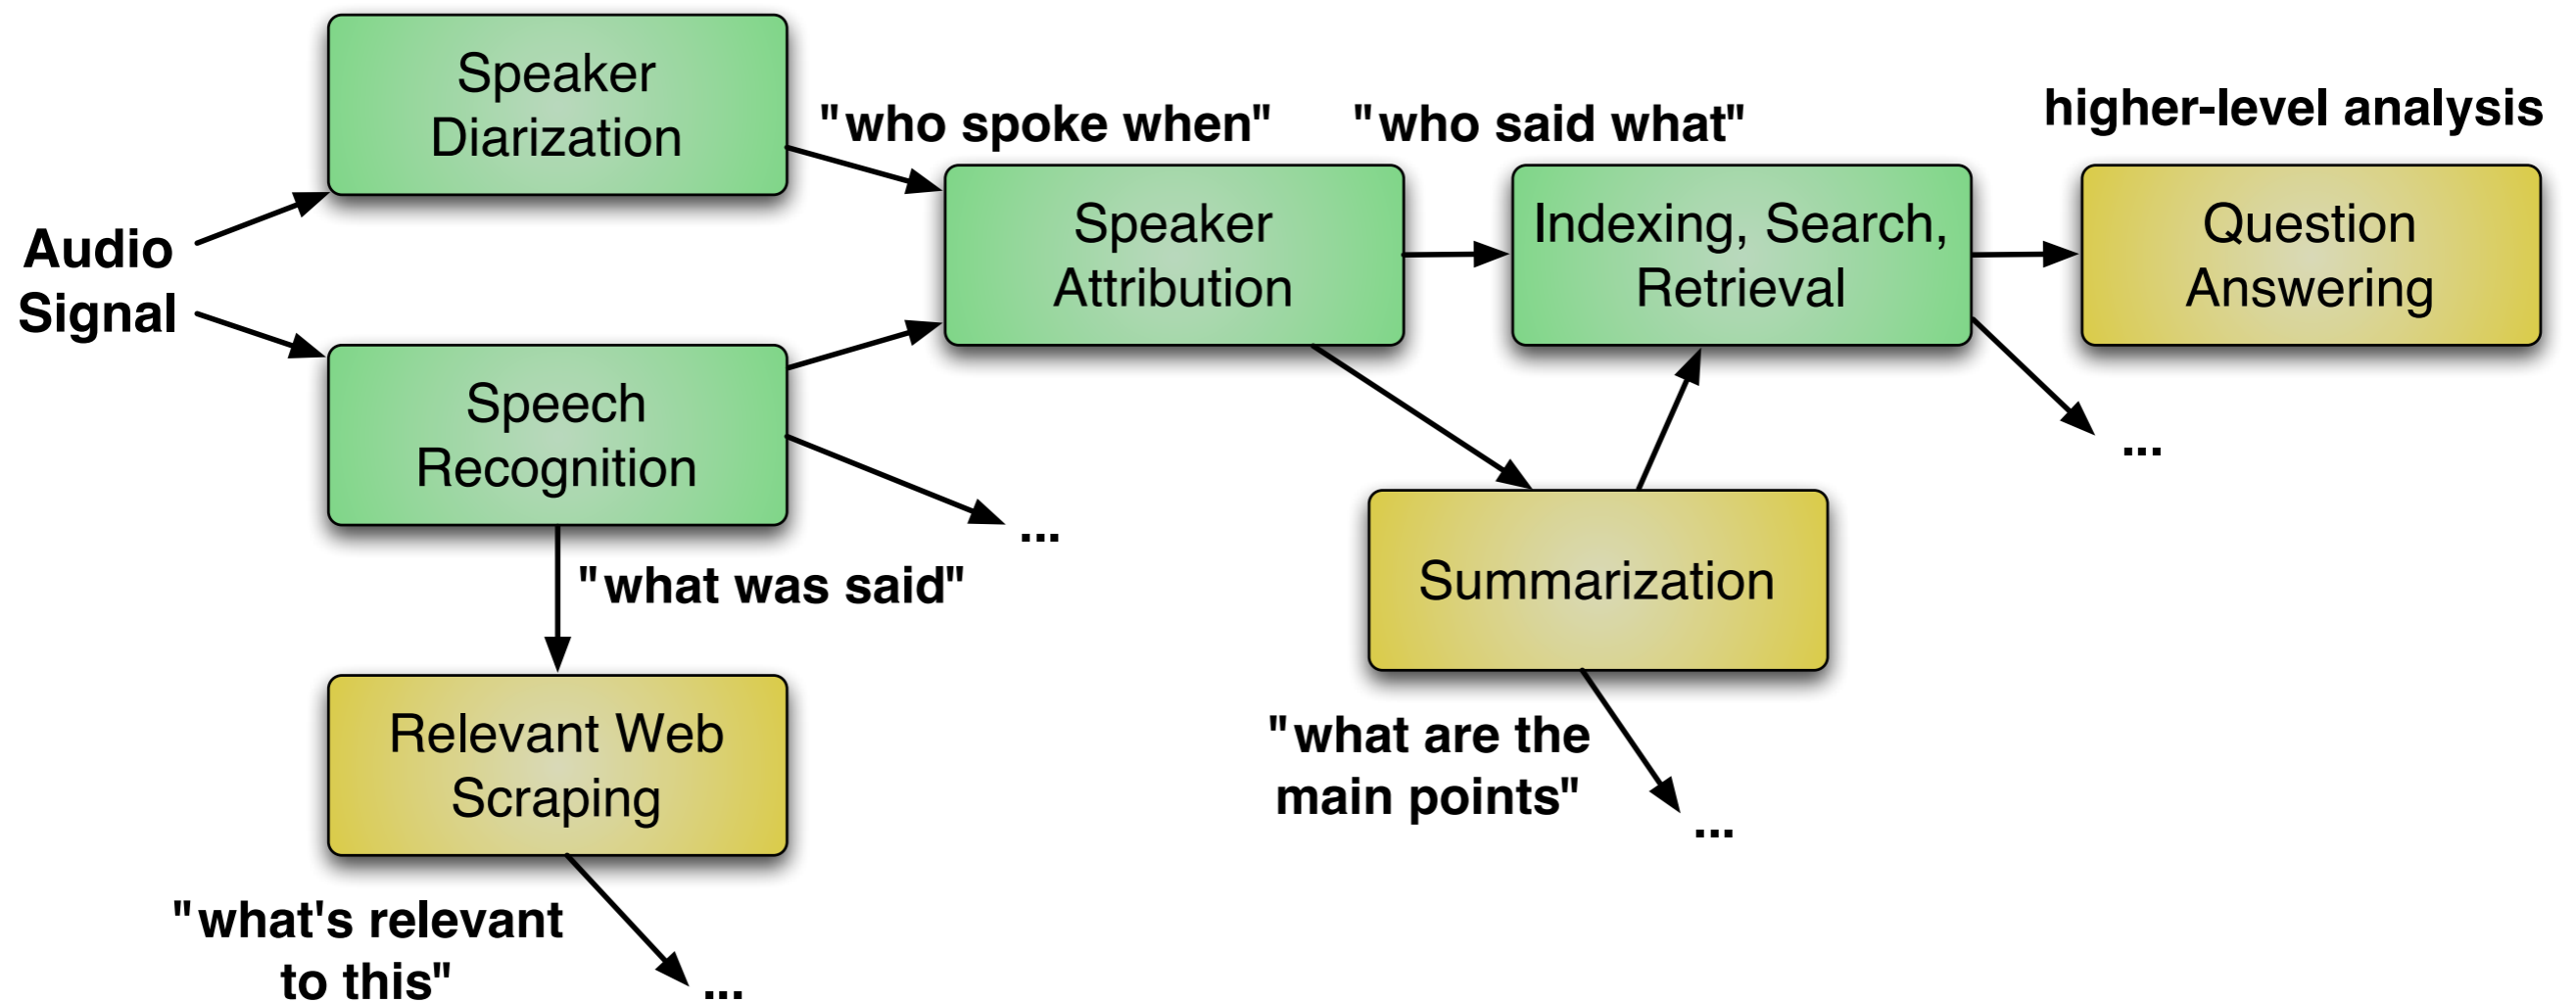 Speaker
Diarization
"who spoke when"
"who said what"
higher-level analysis
Audio
Signal
Speaker
Attribution
Indexing, Search,
Retrieval
Question
Answering
Speech
Recognition
...
...
"what was said"
Summarization
Relevant Web
Scraping
"what are the
main points"
...
"what's relevant
to this"
...